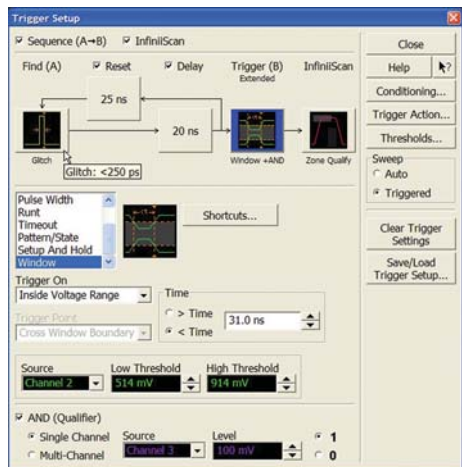 Trigger Setup
Sequence (A→B) InfiniiScan
Find (A) Reset Delay Trigger (B) InfiniiScan
Extended
25 ns
20 ns
Glitch Window +AND Zone Qualify
Glitch: <250 ps
Pulse Width
Runt
Timeout
Pattern/State
Setup And Hold
Window
Shortcuts...
Trigger On
Inside Voltage Range
Trigger Point
Cross Window Boundary
Time
> Time
< Time
31.0 ns
Source Low Threshold High Threshold
Channel 2 514 mV 914 mV
AND (Qualifier)
Single Channel
Multi-Channel
Source Level
Channel 3 100 mV
1
0
Close
Help ?
Conditioning...
Trigger Action...
Thresholds...
Sweep
Auto
Triggered
Clear Trigger
Settings
Save/Load
Trigger Setup...